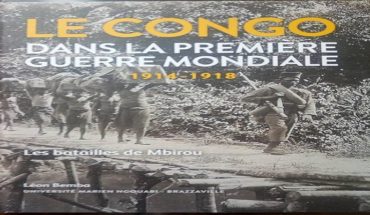 LE CONGO
DANS LA PREMIÈRE
GUERRE MONDIALE
1914-1918
Les batailles de Mbirou
Léon Bemba
UNIVERSITÉ MARIEN NGOUABI - BRAZZAVILLE